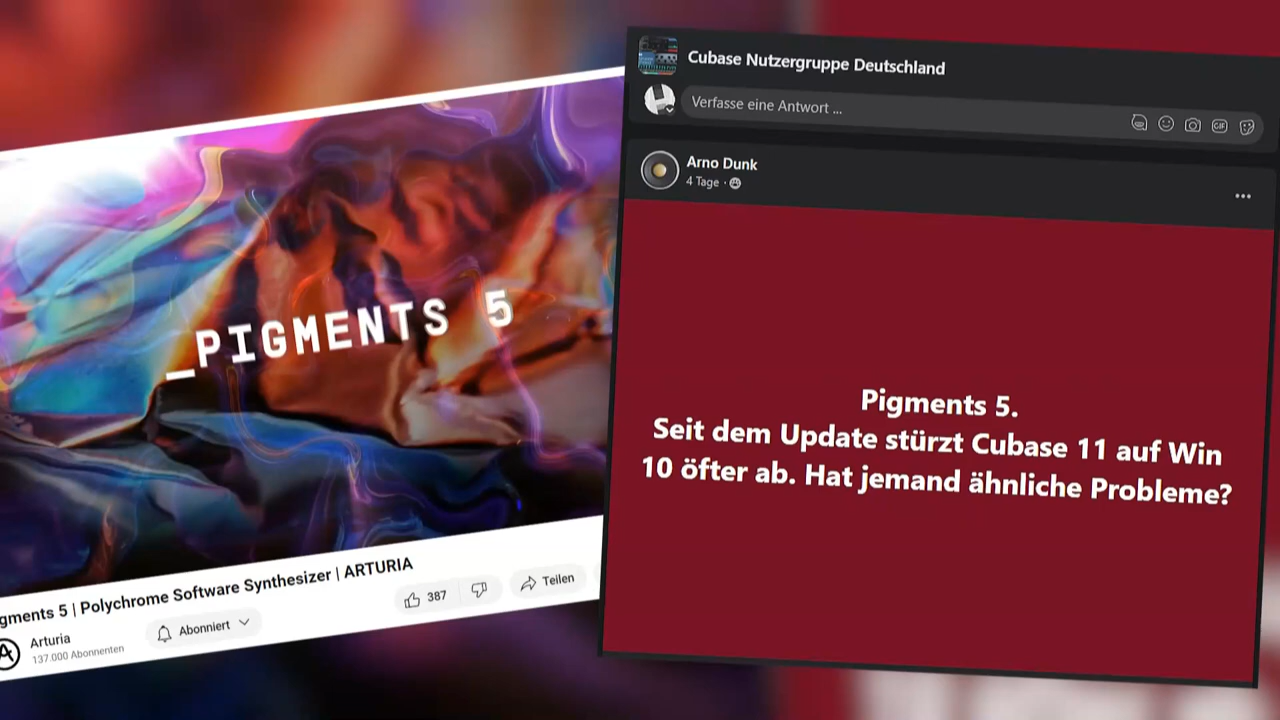 _PIGMENTS 5
gments 5 | Polychrome Software Synthesizer | ARTURIA
Arturia
137.000 Abonnenten
Abonniert
387
Teilen
Cubase Nutzergruppe Deutschland
Verfasse eine Antwort ...
GIF
Arno Dunk
4 Tage ·
Pigments 5.
Seit dem Update stürzt Cubase 11 auf Win
10 öfter ab. Hat jemand ähnliche Probleme?